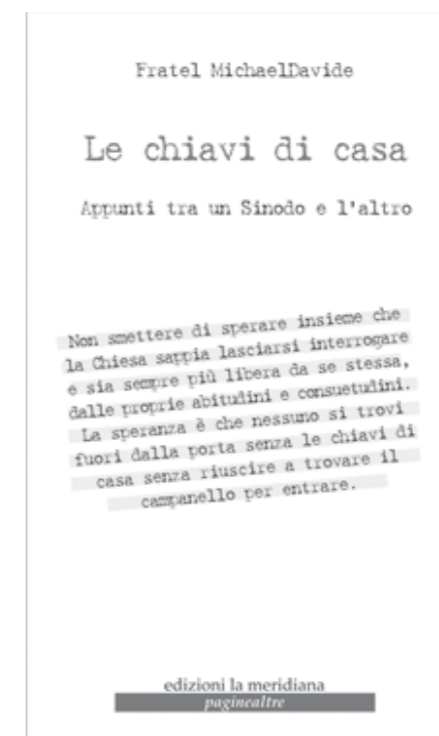 Fratel MichaelDavide
Le chiavi di casa
Appunti tra un Sinodo e l'altro
Non smettere di sperare insieme che
la Chiesa sappia lasciarsi interrogare
e sia sempre più libera da se stessa,
dalle proprie abitudini e consuetudini.
La speranza è che nessuno si trovi
fuori dalla porta senza le chiavi di
casa senza riuscire a trovare il
campanello per entrare.
edizioni la meridiana
paginealtre